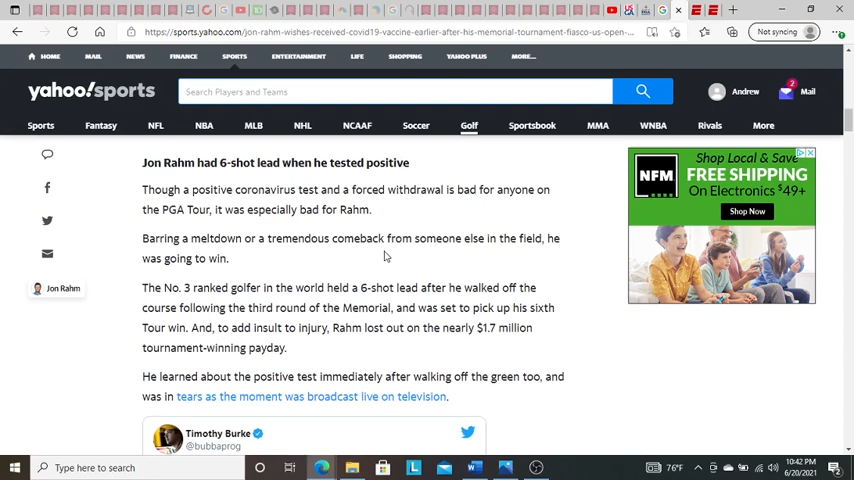 https://sports.yahoo.com/jon-rahm-wishes-received-covid19-vaccine-earlier-after-his-memorial-tournament-fiasco-us-open-...
Not syncing
HOME MAIL NEWS FINANCE SPORTS ENTERTAINMENT LIFE SHOPPING YAHOO PLUS MORE...
yahoo!sports
Search Players and Teams
Andrew
2
Mail
Sports Fantasy NFL NBA MLB NHL NCAAF Soccer Golf Sportsbook MMA WNBA Rivals More
Jon Rahm had 6-shot lead when he tested positive
Though a positive coronavirus test and a forced withdrawal is bad for anyone on
the PGA Tour, it was especially bad for Rahm.
Barring a meltdown or a tremendous comeback from someone else in the field, he
was going to win.
The No. 3 ranked golfer in the world held a 6-shot lead after he walked off the
course following the third round of the Memorial, and was set to pick up his sixth
Tour win. And, to add insult to injury, Rahm lost out on the nearly $1.7 million
tournament-winning payday.
He learned about the positive test immediately after walking off the green too, and
was in tears as the moment was broadcast live on television.
Jon Rahm
Timothy Burke
@bubbaprog
NFM
Shop Local & Save
FREE SHIPPING
On Electronics $49+
Shop Now
Type here to search
76°F
10:42 PM
6/20/2021
2